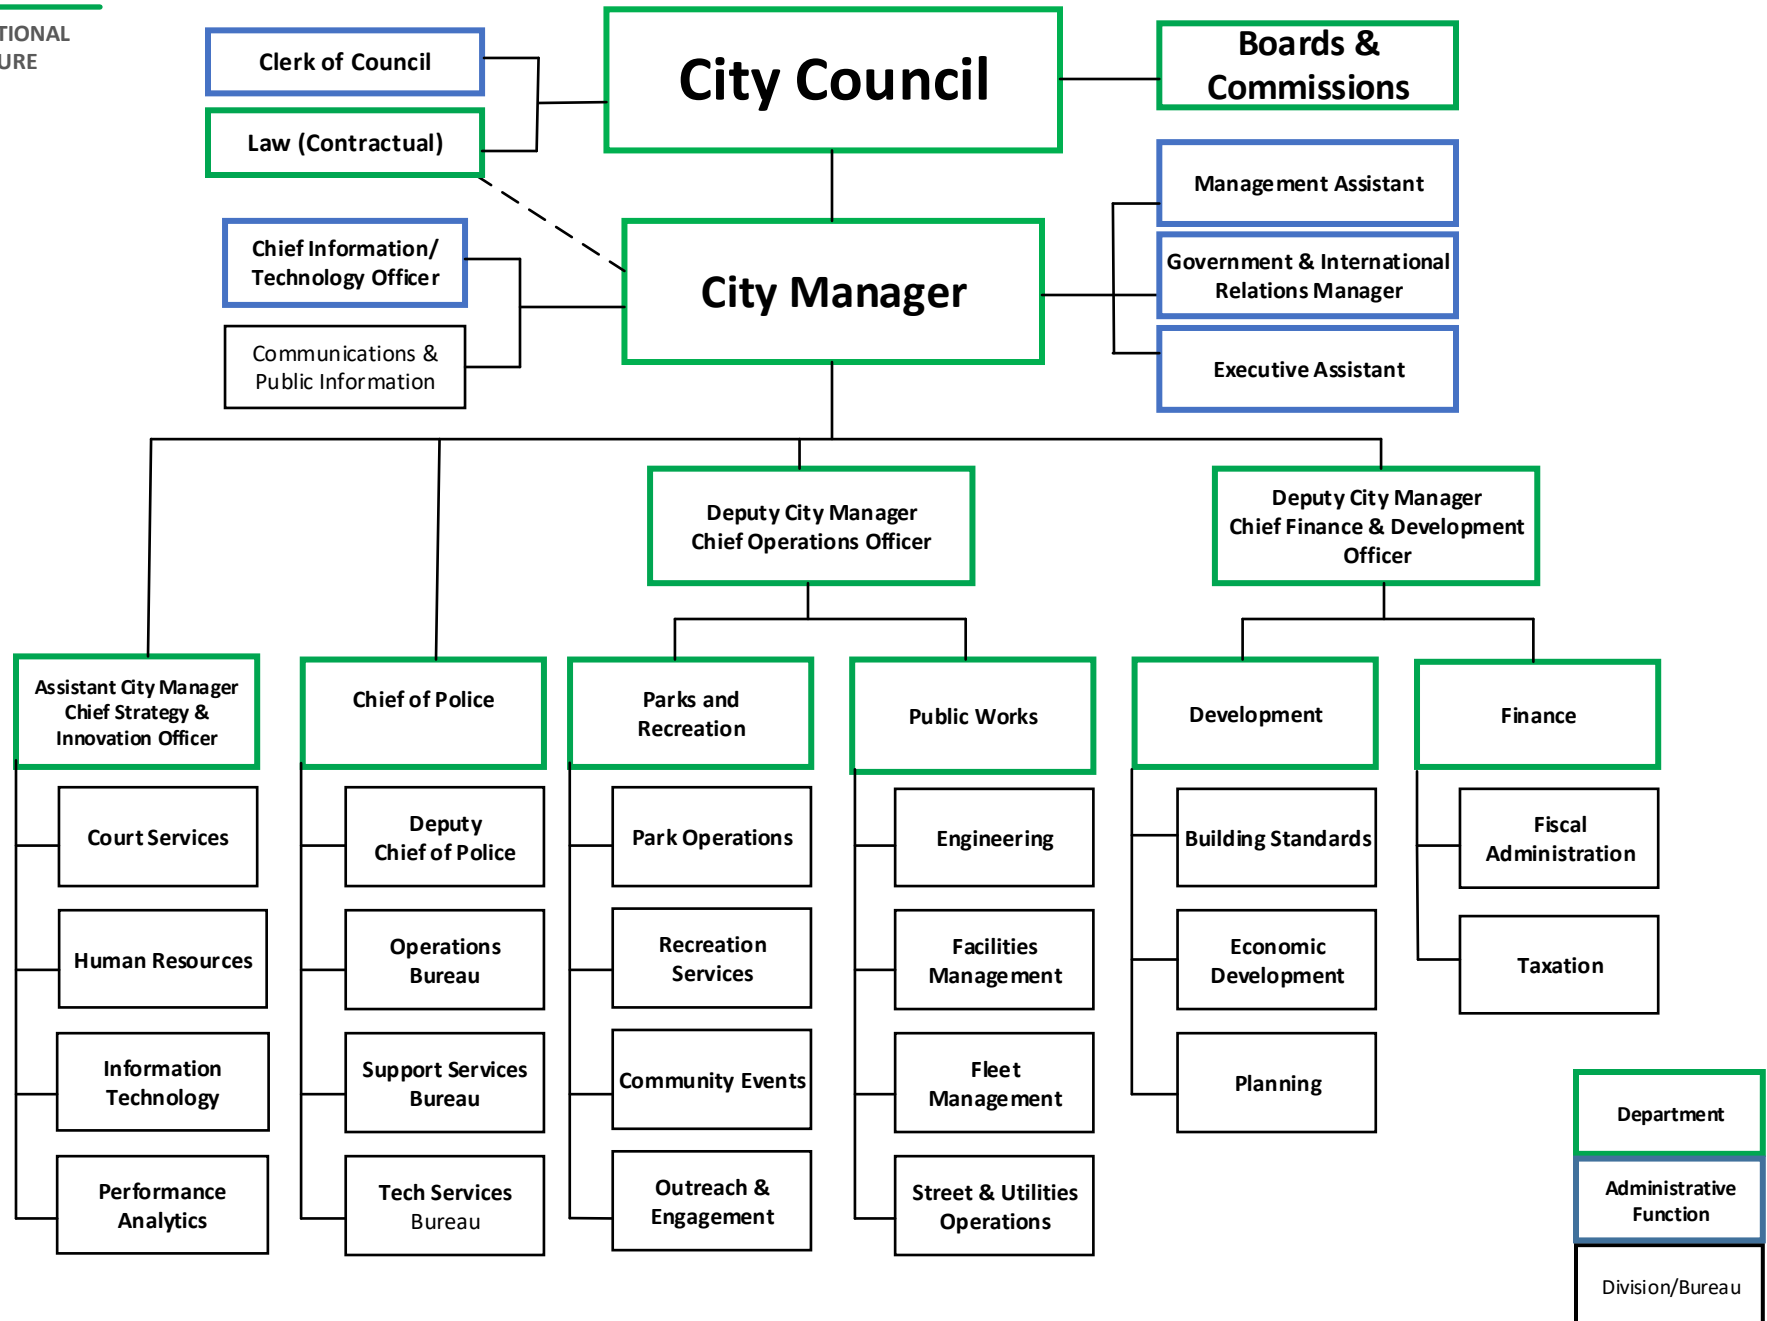 TIONAL
URE
Clerk of Council
Law (Contractual)
City Council
Boards &
Commissions
Management Assistant
Government & International
Relations Manager
Executive Assistant
Chief Information/
Technology Officer
Communications &
Public Information
City Manager
Deputy City Manager
Chief Operations Officer
Deputy City Manager
Chief Finance & Development
Officer
Assistant City Manager
Chief Strategy &
Innovation Officer
Court Services
Human Resources
Information
Technology
Performance
Analytics
Chief of Police
Deputy
Chief of Police
Operations
Bureau
Support Services
Bureau
Tech Services
Bureau
Parks and
Recreation
Park Operations
Recreation
Services
Community Events
Outreach &
Engagement
Public Works
Engineering
Facilities
Management
Fleet
Management
Street & Utilities
Operations
Development
Building Standards
Economic
Development
Planning
Finance
Fiscal
Administration
Taxation
Department
Administrative
Function
Division/Bureau